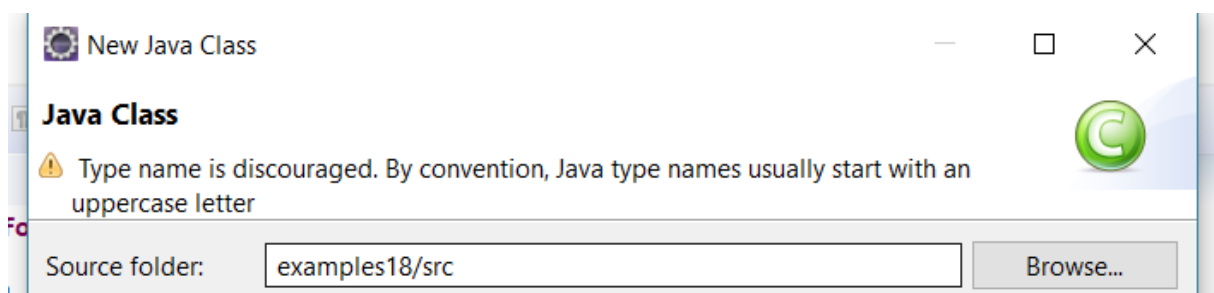 New Java Class
Java Class
Type name is discouraged. By convention, Java type names usually start with an
uppercase letter
Fo
Source folder:
examples18/src
Browse...